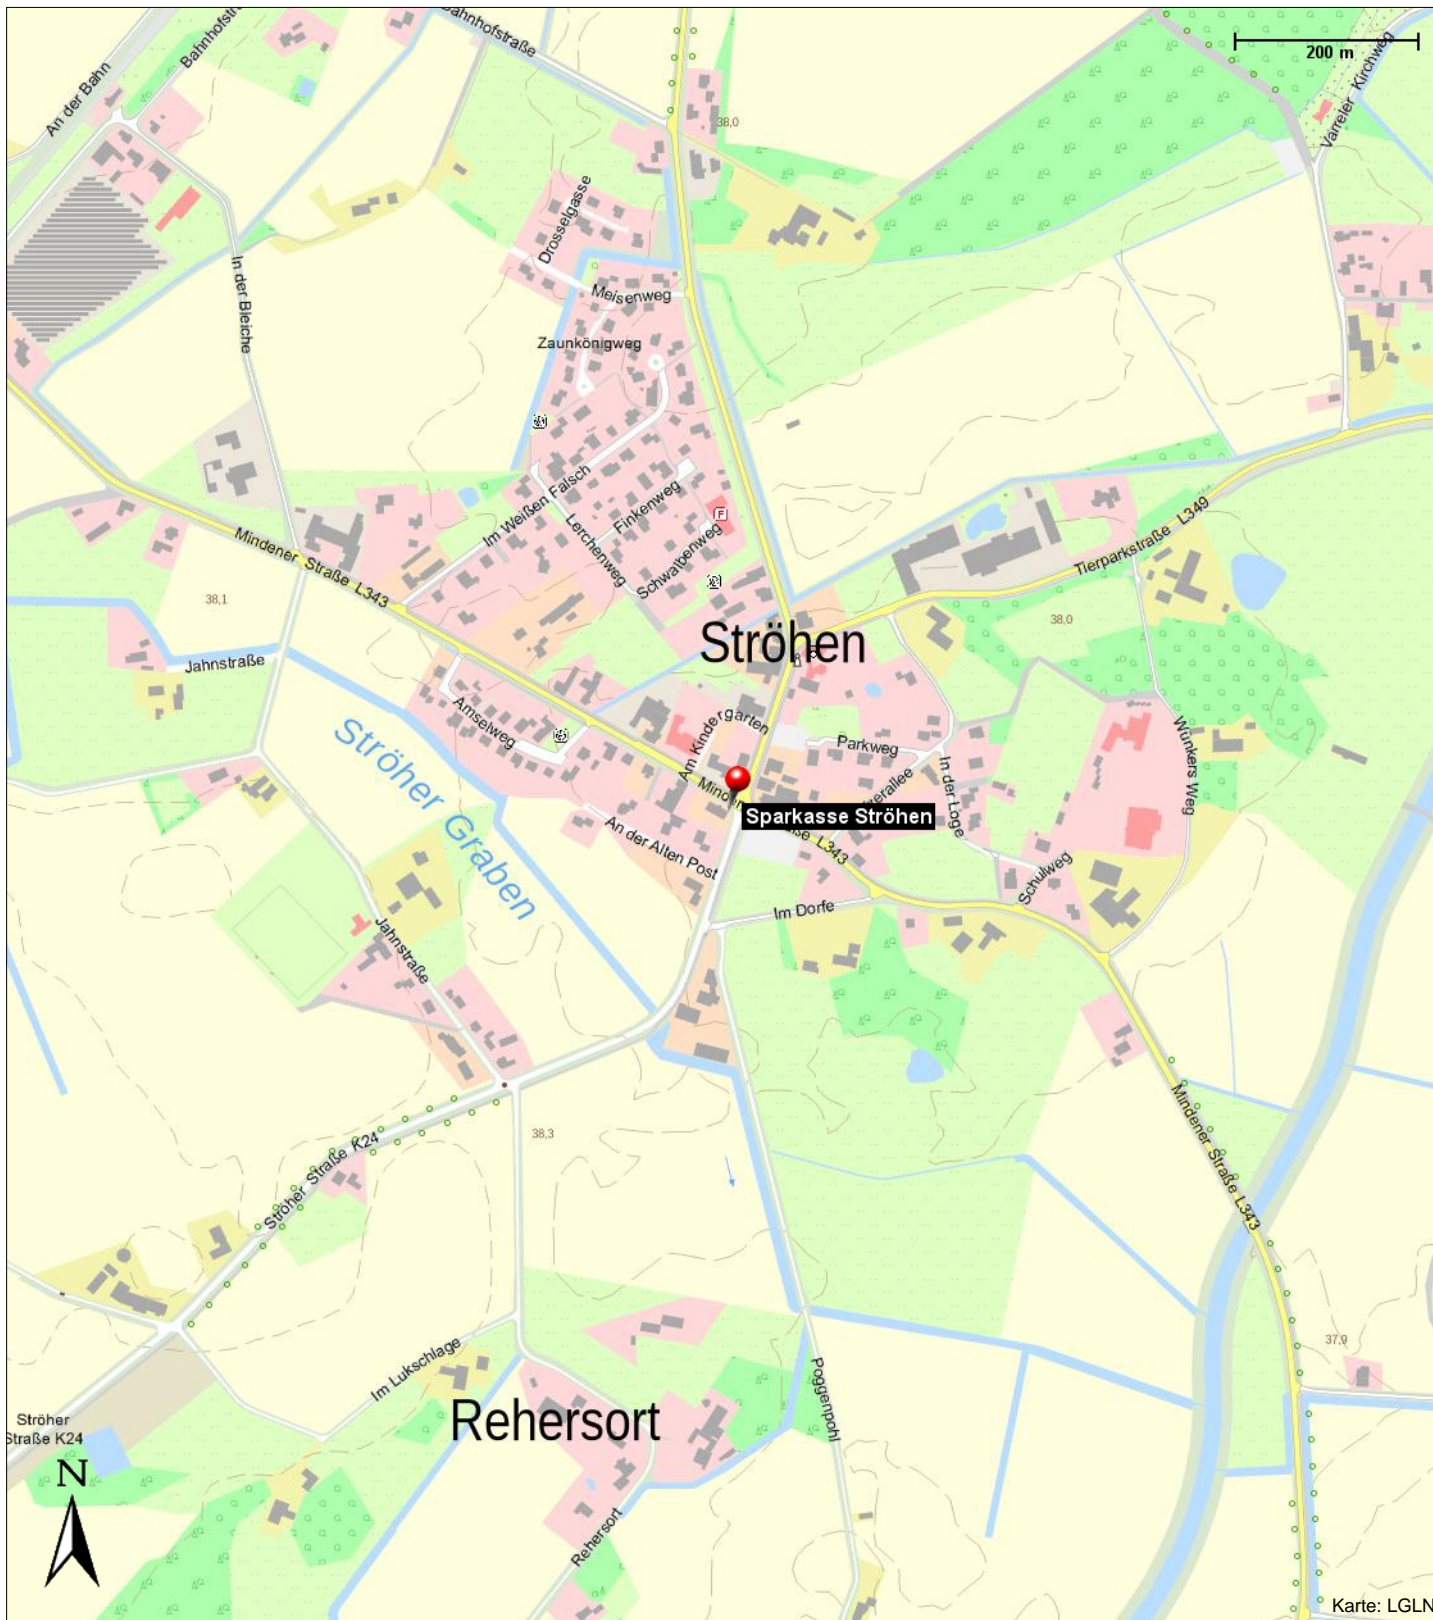 Bahnhofstraße
200 m
An der Bahn
Varreler Kirchweg
38,0
Drosselgasse
In der Bleiche
Meisenweg
Zaunkönigweg
Im Weißen Falsch
Finkenweg
Lerchenweg
Schwalbenweg
F
Tierparkstraße L349
Mindener Straße L343
38,1
38,0
Ströhen
Jahnstraße
Amselweg
Am Kindergarten
Parkweg
Wünkers Weg
In der Loge
Ströher Graben
Sparkasse Ströhen
An der Alten Post
Schulweg
Im Dorfe
Jahnstraße
Mindener Straße L343
38,3
Ströher Straße K24
37,9
Im Lukschlage
Poggenpohl
Rehersort
Ströher
Straße K24
N
Rehersort
Karte: LGLN